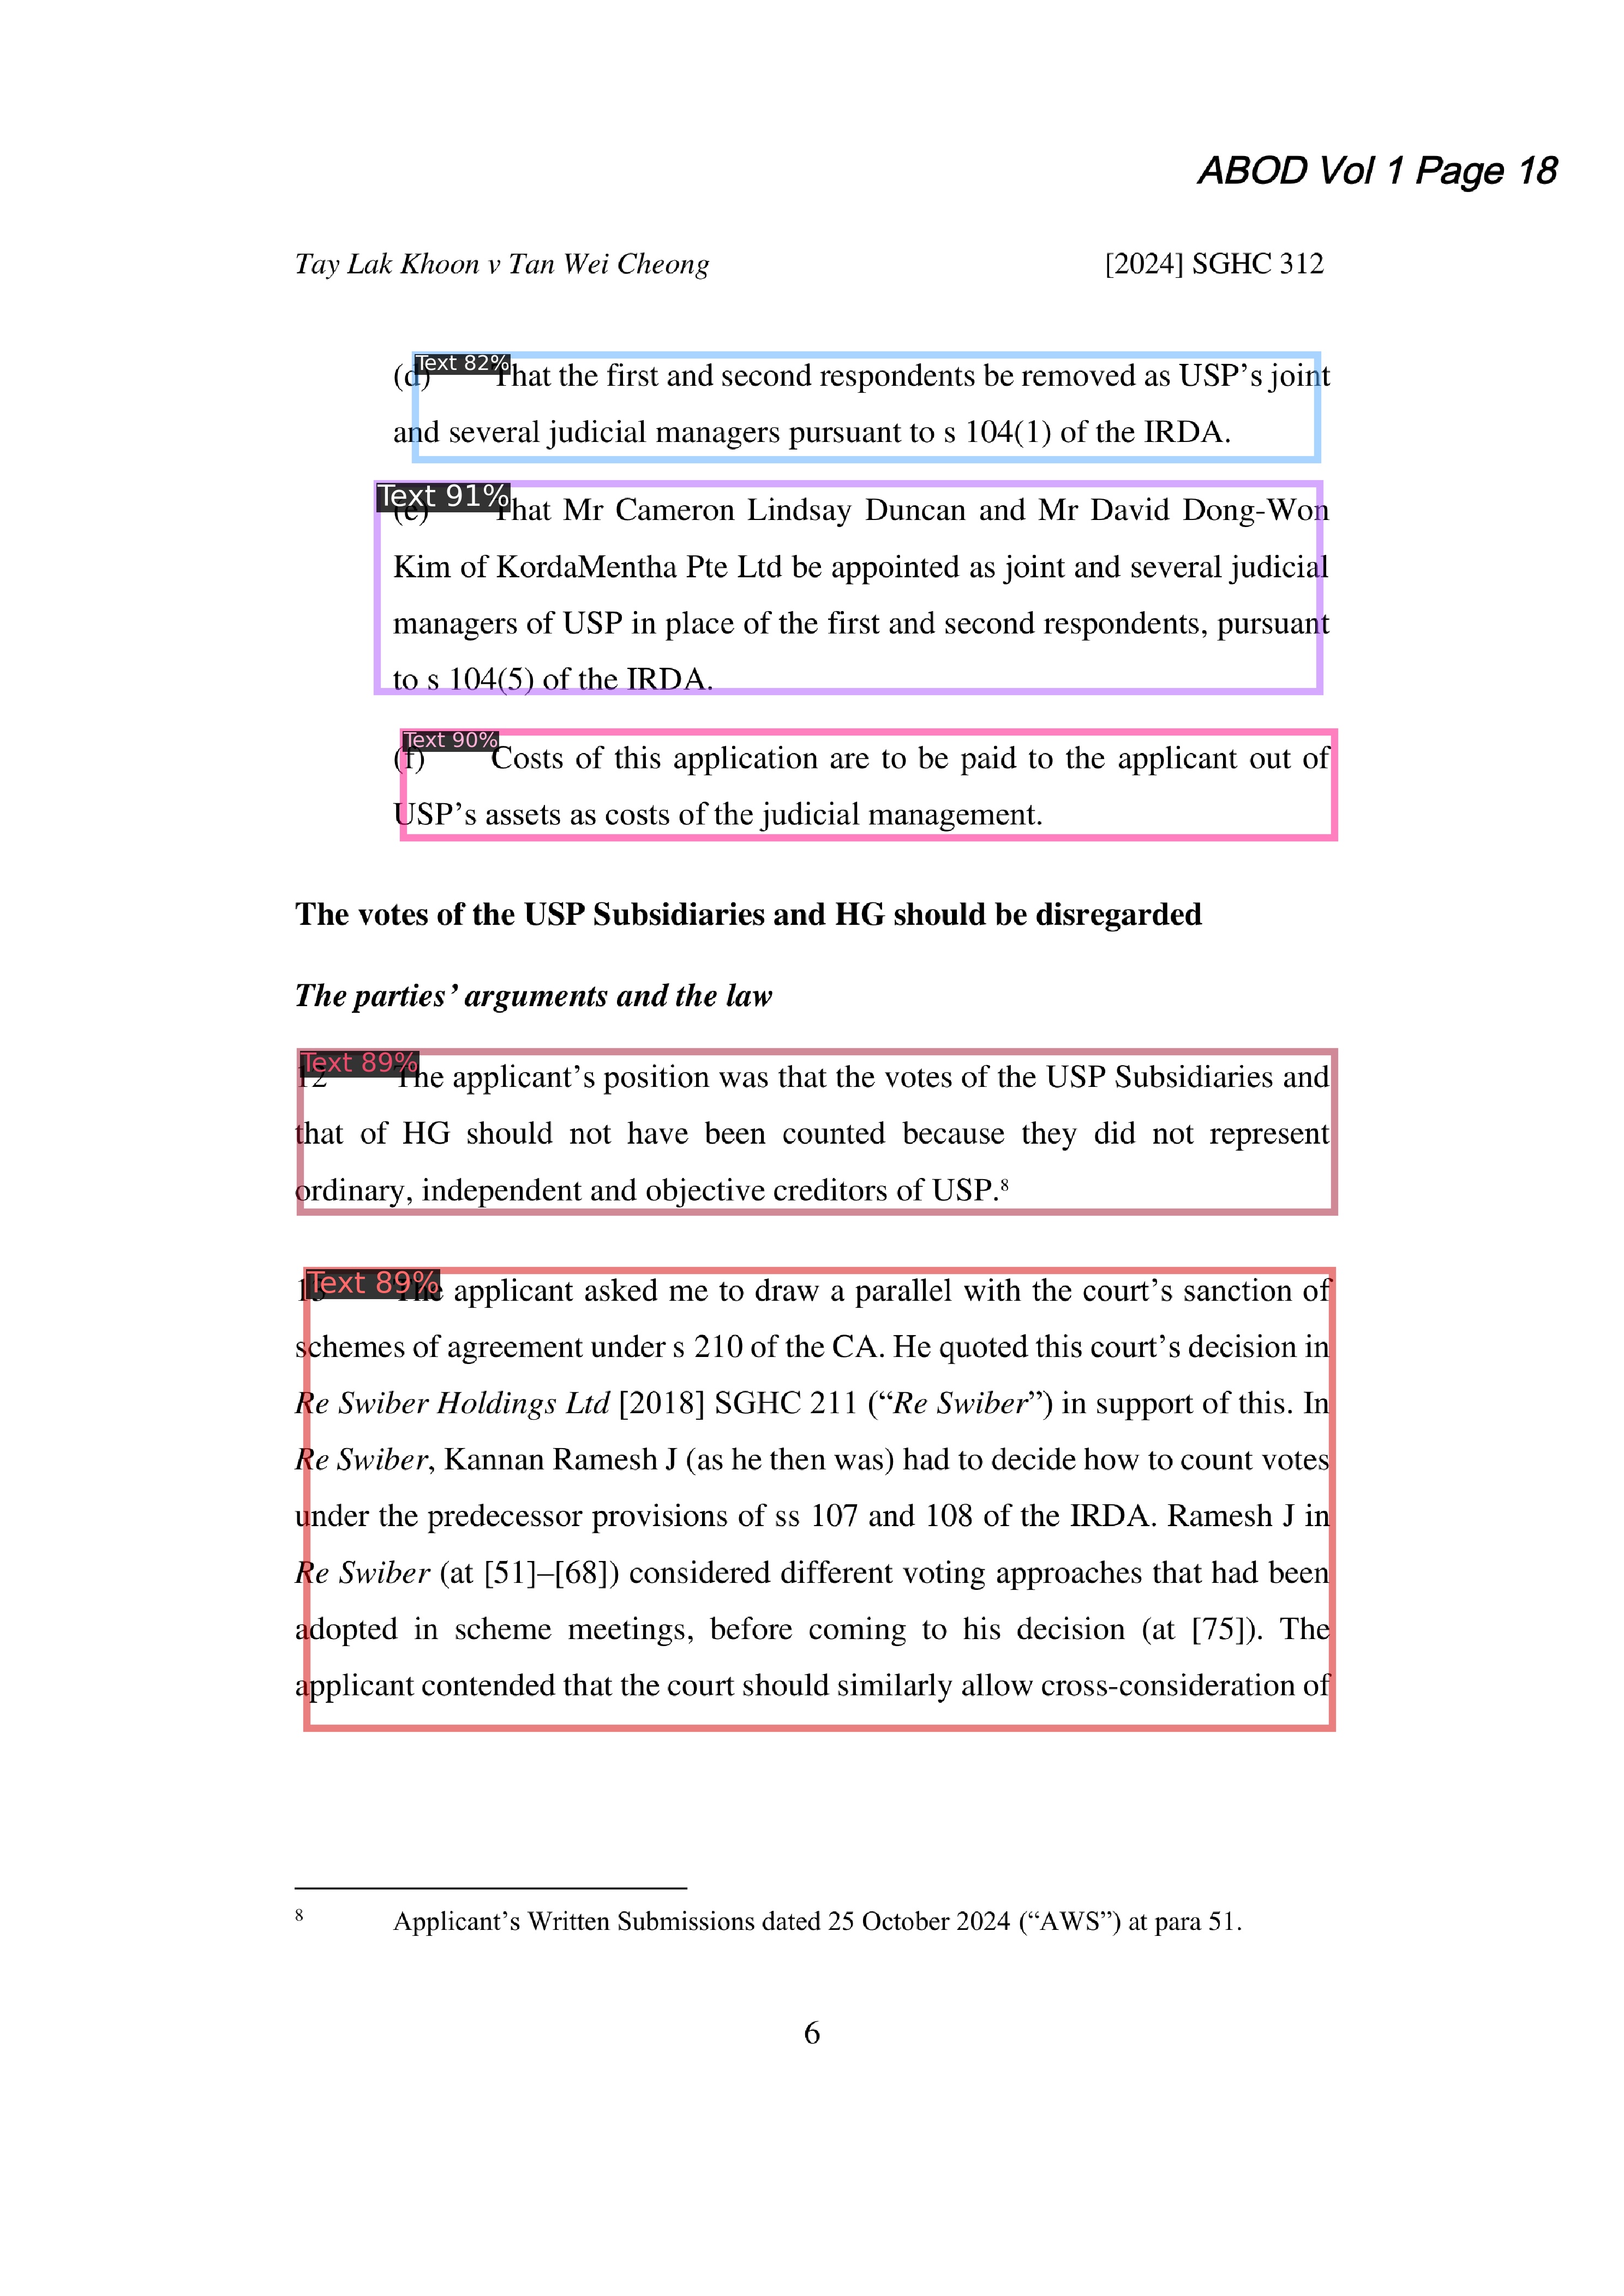 ABOD Vol 1 Page 18
Tay Lak Khoon v Tan Wei Cheong [2024] SGHC 312
Text 82%
(d) That the first and second respondents be removed as USP’s joint
and several judicial managers pursuant to s 104(1) of the IRDA.
Text 91%
(e) That Mr Cameron Lindsay Duncan and Mr David Dong-Won
Kim of KordaMentha Pte Ltd be appointed as joint and several judicial
managers of USP in place of the first and second respondents, pursuant
to s 104(5) of the IRDA.
Text 90%
(f) Costs of this application are to be paid to the applicant out of
USP’s assets as costs of the judicial management.
The votes of the USP Subsidiaries and HG should be disregarded
The parties’ arguments and the law
Text 89%
12 The applicant’s position was that the votes of the USP Subsidiaries and
that of HG should not have been counted because they did not represent
ordinary, independent and objective creditors of USP.⁸
Text 89%
13 The applicant asked me to draw a parallel with the court’s sanction of
schemes of agreement under s 210 of the CA. He quoted this court’s decision in
Re Swiber Holdings Ltd [2018] SGHC 211 (“Re Swiber”) in support of this. In
Re Swiber, Kannan Ramesh J (as he then was) had to decide how to count votes
under the predecessor provisions of ss 107 and 108 of the IRDA. Ramesh J in
Re Swiber (at [51]–[68]) considered different voting approaches that had been
adopted in scheme meetings, before coming to his decision (at [75]). The
applicant contended that the court should similarly allow cross-consideration of
⁸ Applicant’s Written Submissions dated 25 October 2024 (“AWS”) at para 51.
6